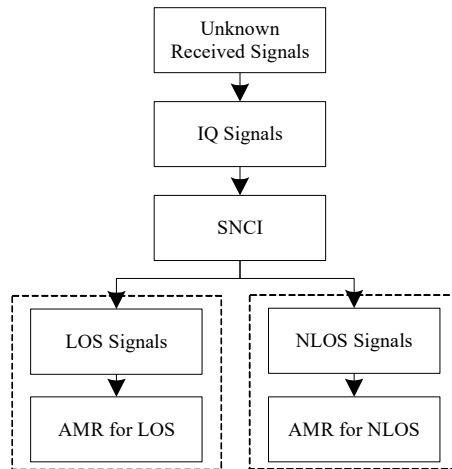 Unknown
Received Signals
IQ Signals
SNCI
LOS Signals
NLOS Signals
AMR for LOS
AMR for NLOS